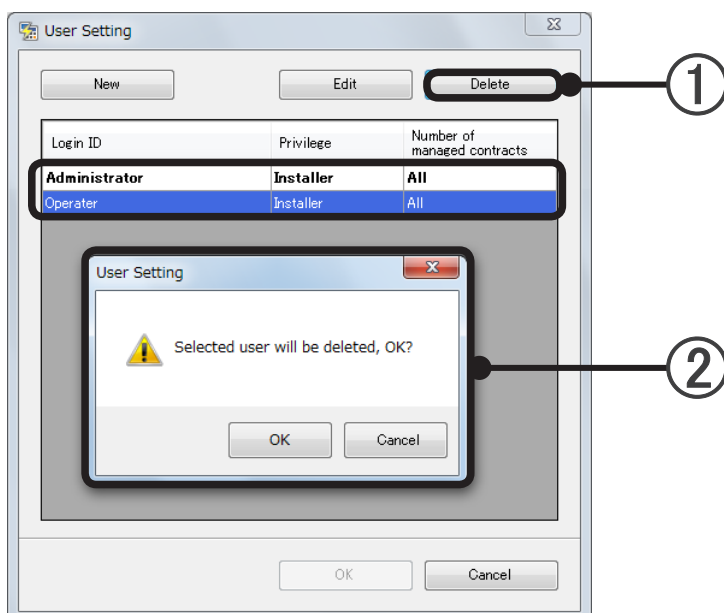 User Setting
New Edit Delete
①
Login ID Privilege Number of
managed contracts
Administrator Installer All
Operater Installer All
User Setting
Selected user will be deleted, OK?
②
OK Cancel
OK Cancel